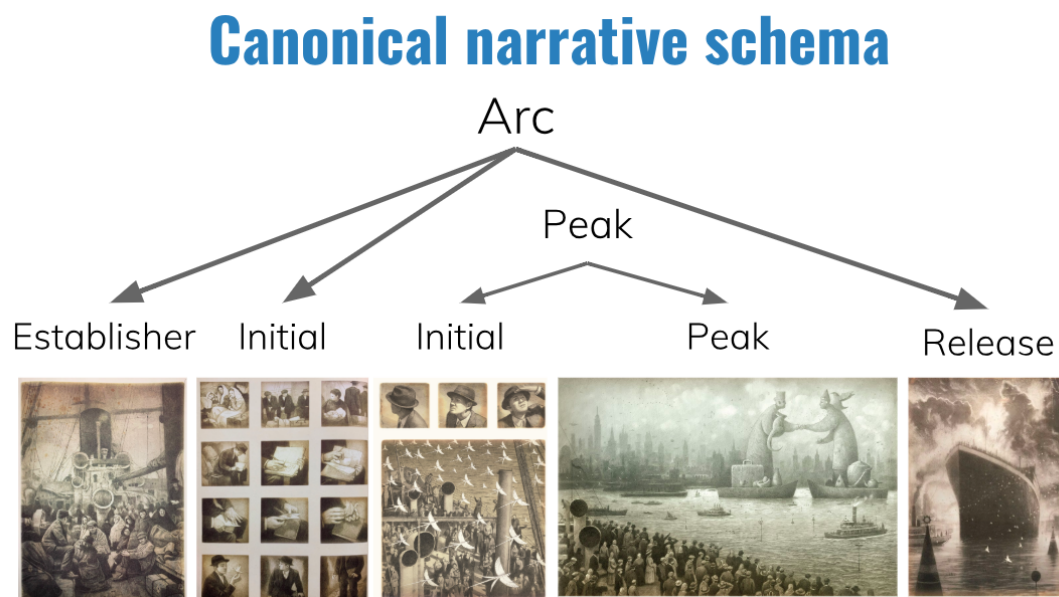 Canonical narrative schema
Arc
Peak
Establisher
Initial
Initial
Peak
Release